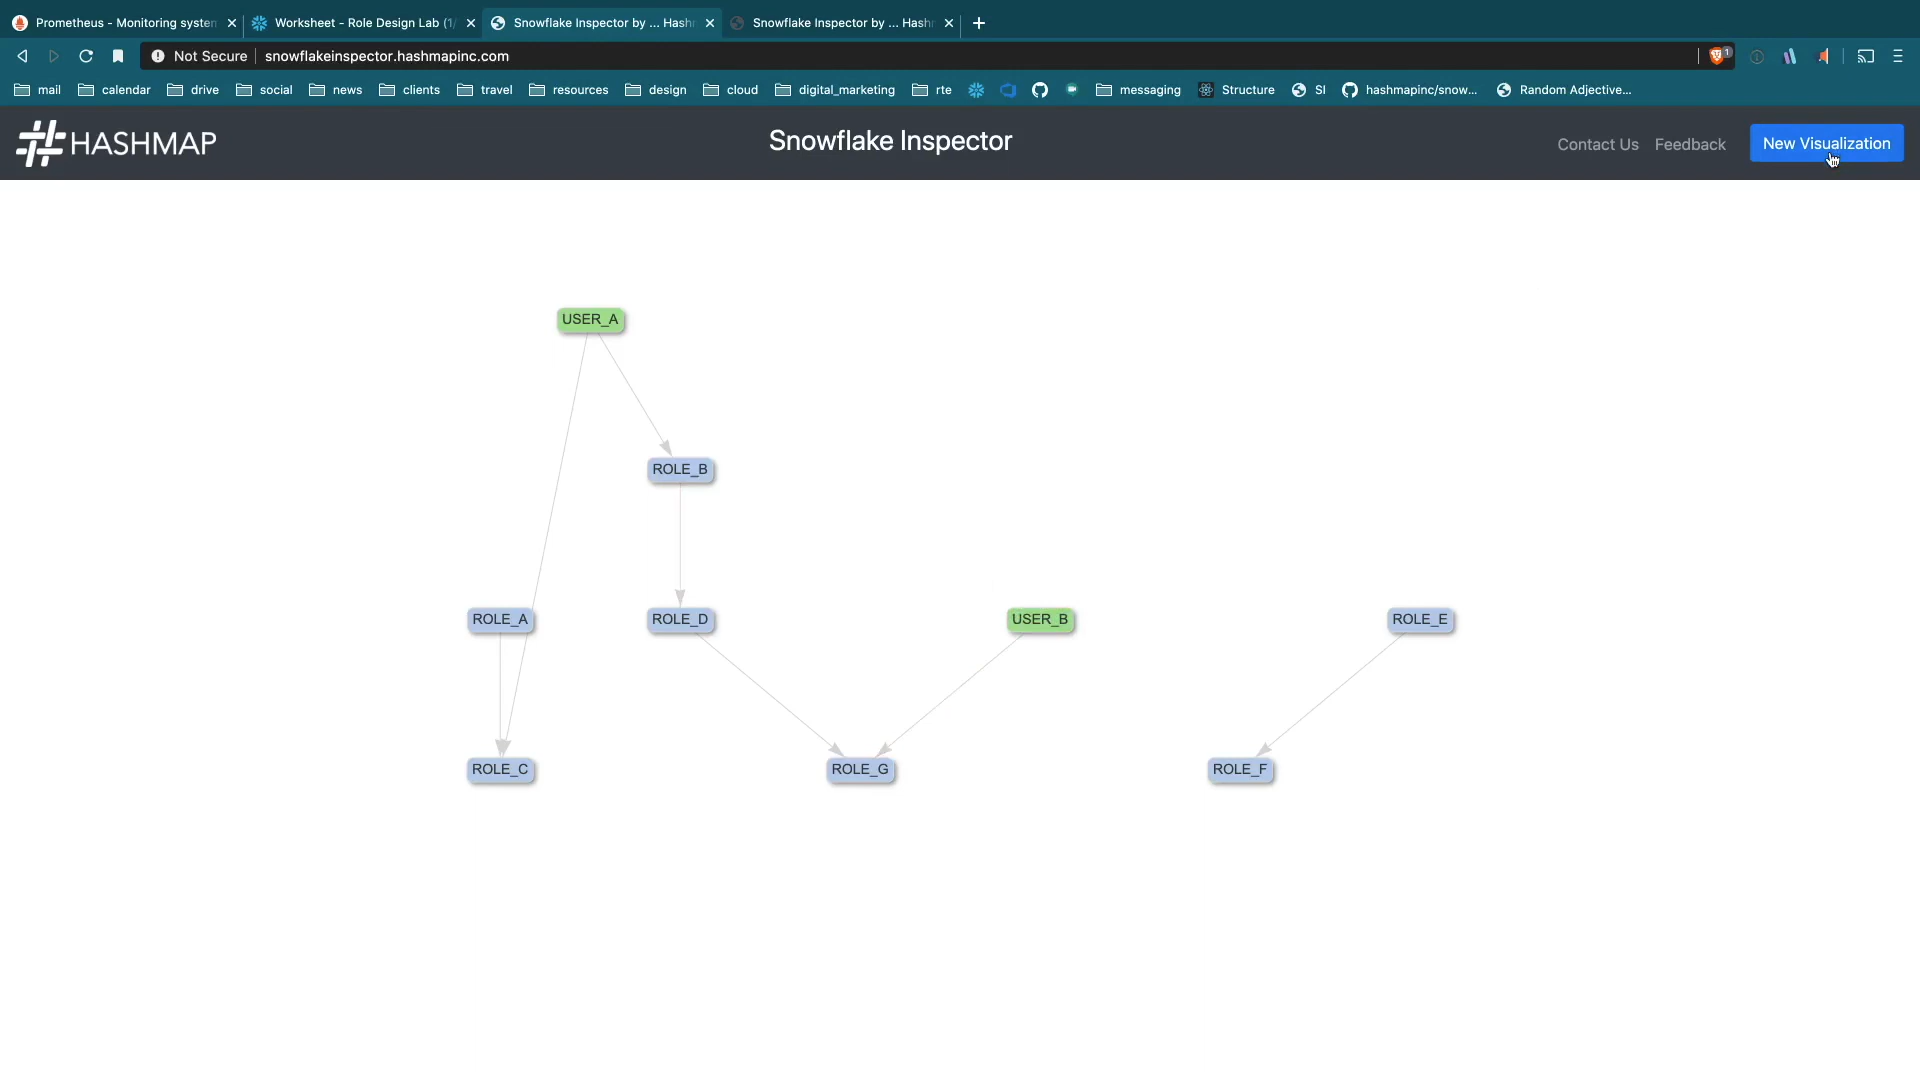 Prometheus - Monitoring system
Worksheet - Role Design Lab (1/
Snowflake Inspector by ... Hash
Snowflake Inspector by ... Hash
Not Secure
snowflakeinspector.hashmapinc.com
1
mail
calendar
drive
social
news
clients
travel
resources
design
cloud
digital_marketing
rte
messaging
Structure
SI
hashmapinc/snow...
Random Adjective...
HASHMAP
Snowflake Inspector
Contact Us
Feedback
New Visualization
USER_A
ROLE_B
ROLE_A
ROLE_D
USER_B
ROLE_E
ROLE_C
ROLE_G
ROLE_F